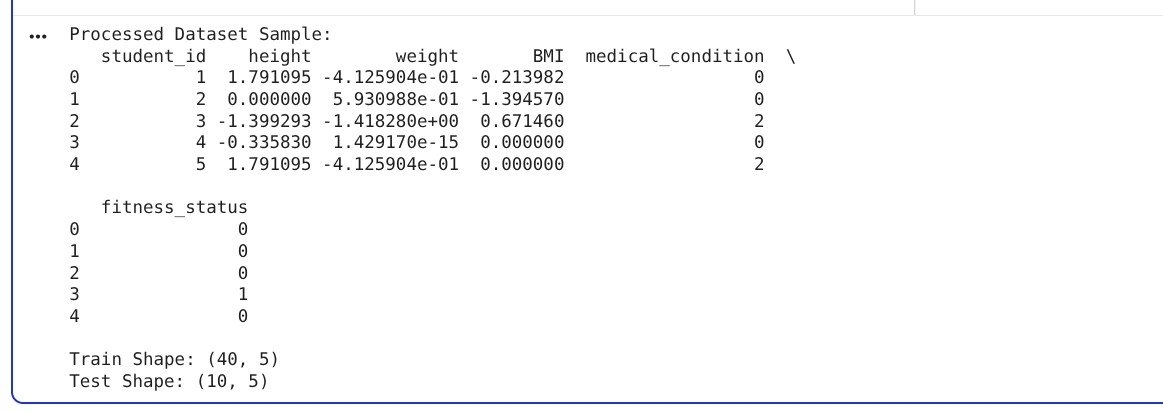 Processed Dataset Sample:
   student_id    height        weight       BMI  medical_condition  \
0           1  1.791095 -4.125904e-01 -0.213982                  0
1           2  0.000000  5.930988e-01 -1.394570                  0
2           3 -1.399293 -1.418280e+00  0.671460                  2
3           4 -0.335830  1.429170e-15  0.000000                  0
4           5  1.791095 -4.125904e-01  0.000000                  2
   fitness_status
0               0
1               0
2               0
3               1
4               0
Train Shape: (40, 5)
Test Shape: (10, 5)